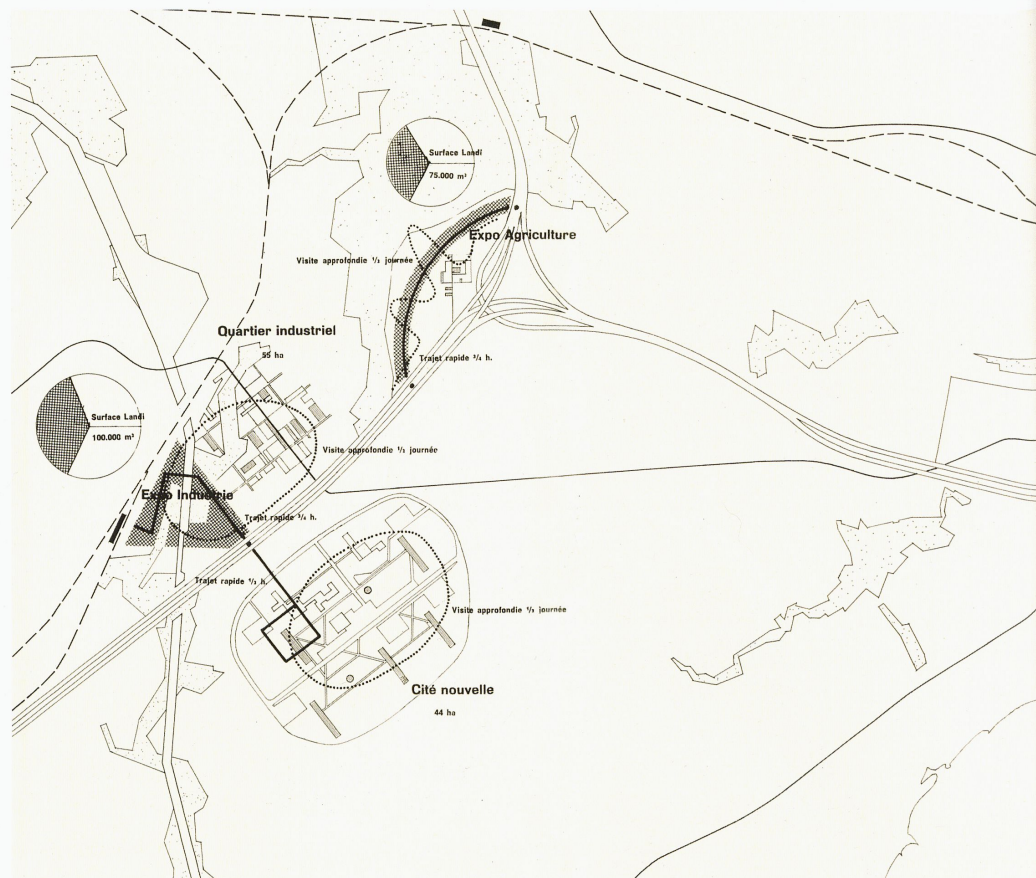 Surface Landi
75.000 m²
Expo Agriculture
Visite approfondie ½ journée
Quartier industriel
55 ha
Trajet rapide ¾ h.
Surface Landi
100.000 m²
Visite approfondie ½ journée
Expo Industrie
Trajet rapide ¾ h.
Trajet rapide ½ h.
Visite approfondie ½ journée
Cité nouvelle
44 ha